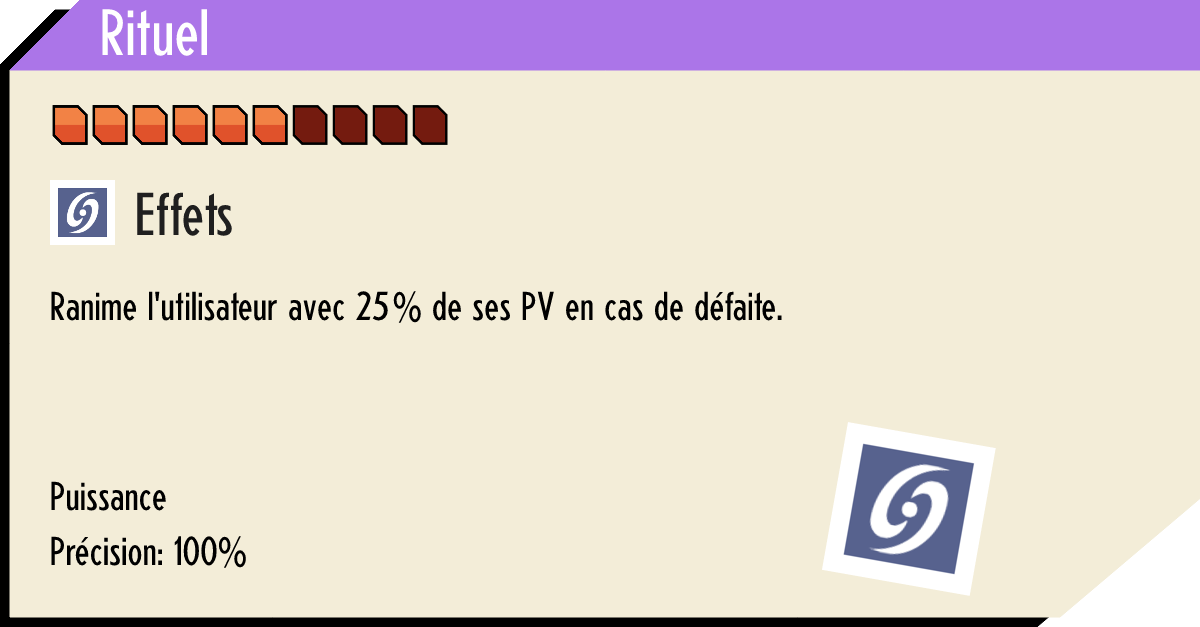 Rituel
Effets
Ranime l'utilisateur avec 25% de ses PV en cas de défaite.
Puissance
Précision: 100%